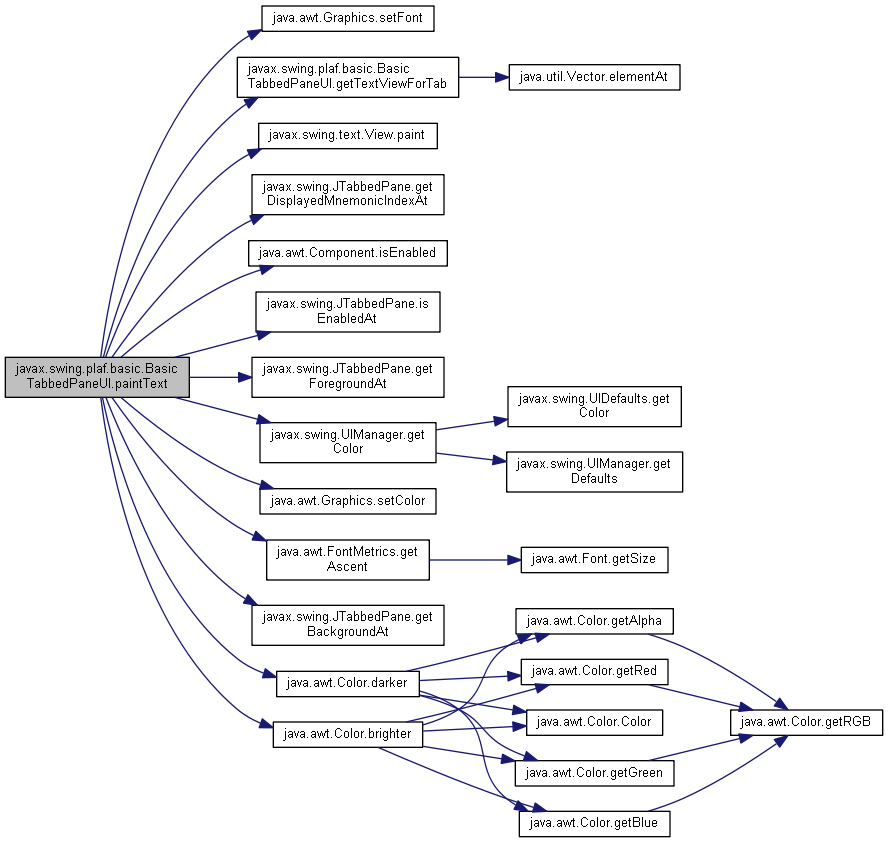 java.awt.Graphics.setFont
javax.swing.plaf.basic.Basic
TabbedPaneUI.getTextViewForTab
java.util.Vector.elementAt
javax.swing.text.View.paint
javax.swing.JTabbedPane.get
DisplayedMnemonicIndexAt
java.awt.Component.isEnabled
javax.swing.JTabbedPane.is
EnabledAt
javax.swing.plaf.basic.Basic
TabbedPaneUI.paintText
javax.swing.JTabbedPane.get
ForegroundAt
javax.swing.UIManager.get
Color
javax.swing.UIDefaults.get
Color
javax.swing.UIManager.get
Defaults
java.awt.Graphics.setColor
java.awt.FontMetrics.get
Ascent
java.awt.Font.getSize
javax.swing.JTabbedPane.get
BackgroundAt
java.awt.Color.darker
java.awt.Color.brighter
java.awt.Color.getAlpha
java.awt.Color.getRed
java.awt.Color.Color
java.awt.Color.getGreen
java.awt.Color.getBlue
java.awt.Color.getRGB